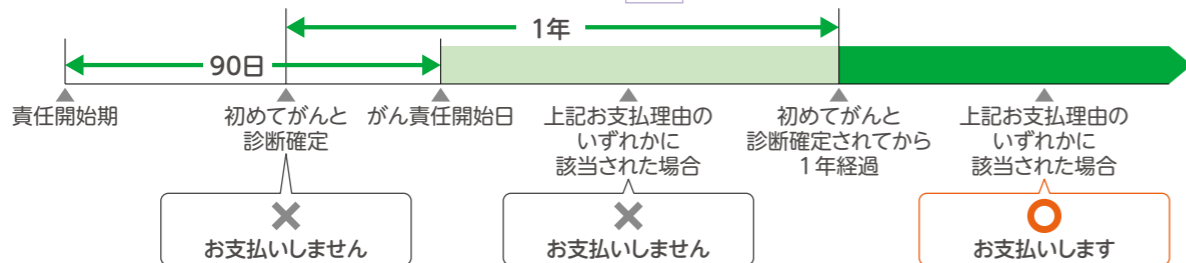 1年
90日
責任開始期
初めてがんと
診断確定
がん責任開始日
上記お支払理由の
いずれかに
該当された場合
初めてがんと
診断確定されてから
1年経過
上記お支払理由の
いずれかに
該当された場合
お支払いしません
お支払いしません
お支払いします